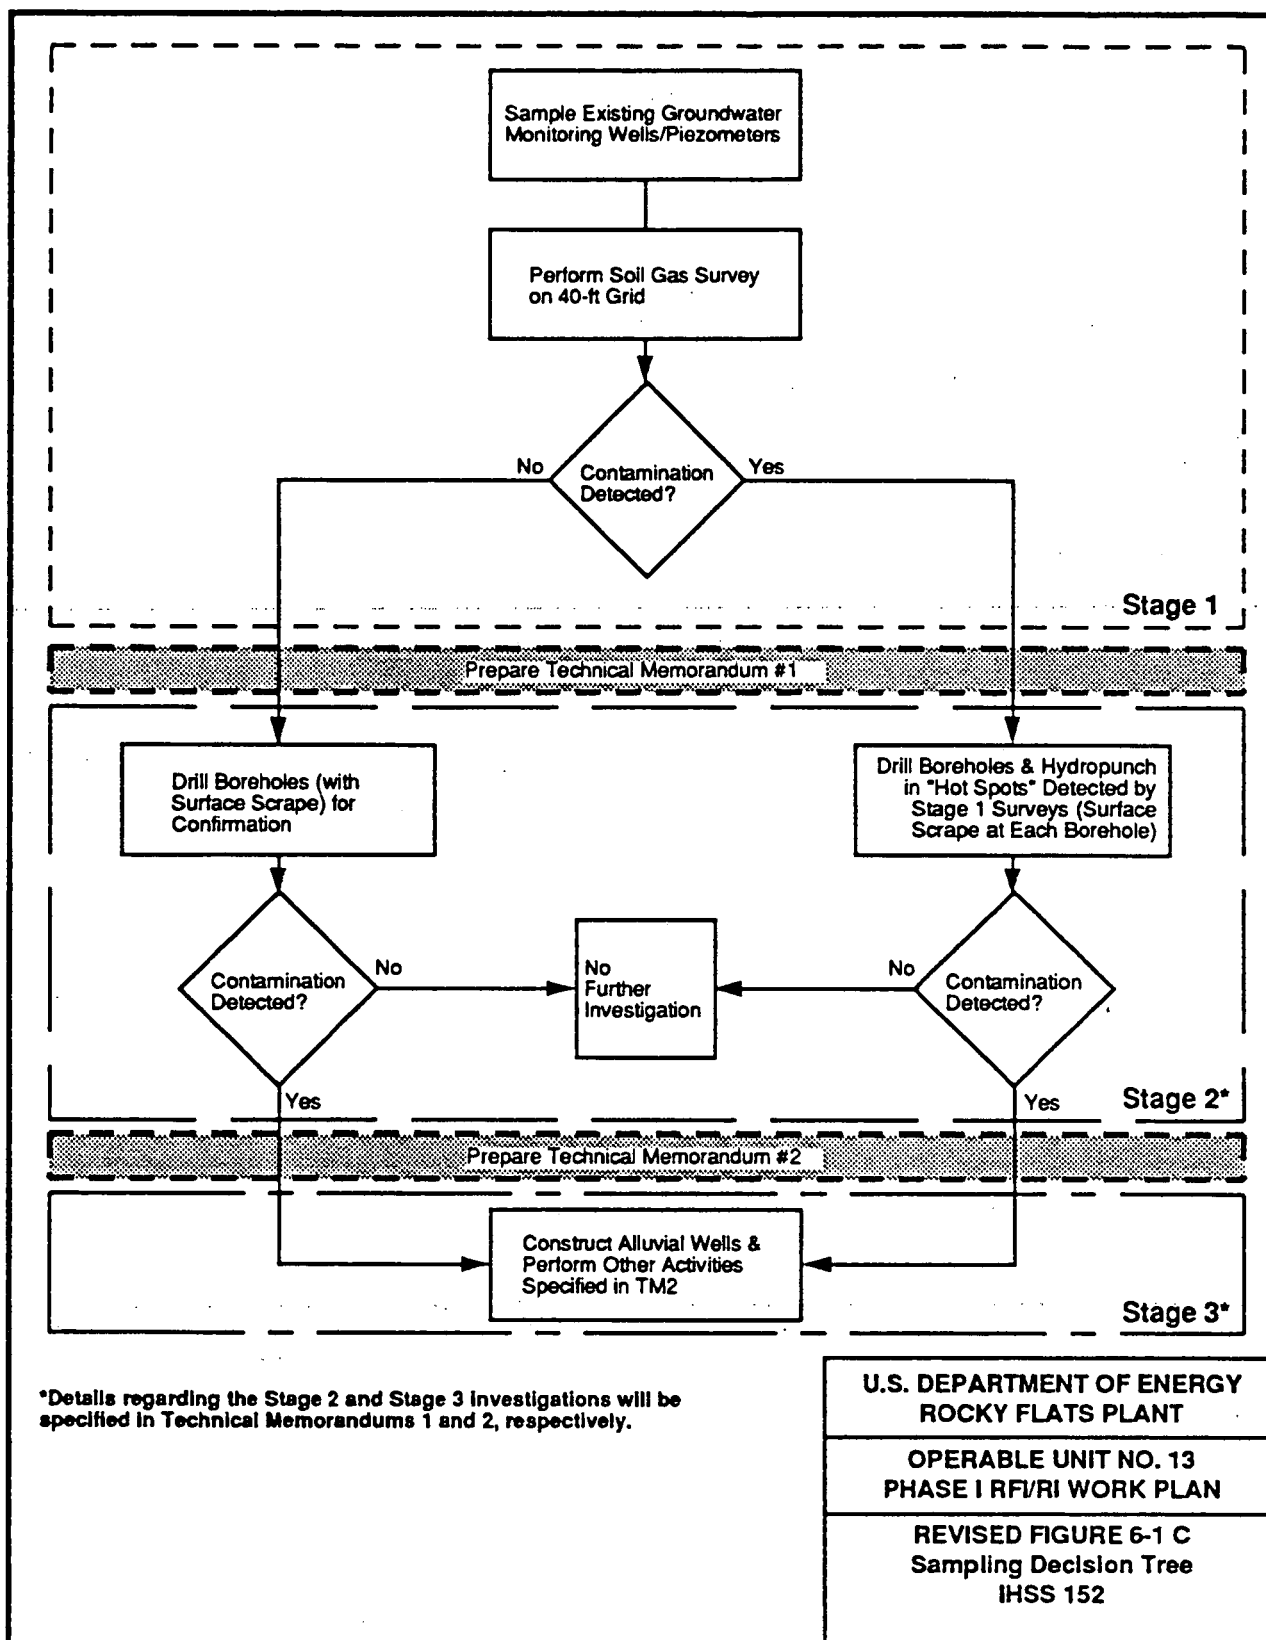 Sample Existing Groundwater
Monitoring Wells/Piezometers
Perform Soil Gas Survey
on 40-ft Grid
No
Yes
Contamination
Detected?
Stage 1
Prepare Technical Memorandum #1
Drill Boreholes (with
Surface Scrape) for
Confirmation
Drill Boreholes & Hydropunch
in "Hot Spots" Detected by
Stage 1 Surveys (Surface
Scrape at Each Borehole)
Contamination
Detected?
No
No
Further
Investigation
No
Contamination
Detected?
Yes
Yes
Stage 2*
Prepare Technical Memorandum #2
Construct Alluvial Wells &
Perform Other Activities
Specified in TM2
Stage 3*
*Details regarding the Stage 2 and Stage 3 investigations will be
specified in Technical Memorandums 1 and 2, respectively.
U.S. DEPARTMENT OF ENERGY
ROCKY FLATS PLANT
OPERABLE UNIT NO. 13
PHASE I RFI/RI WORK PLAN
REVISED FIGURE 6-1 C
Sampling Decision Tree
IHSS 152